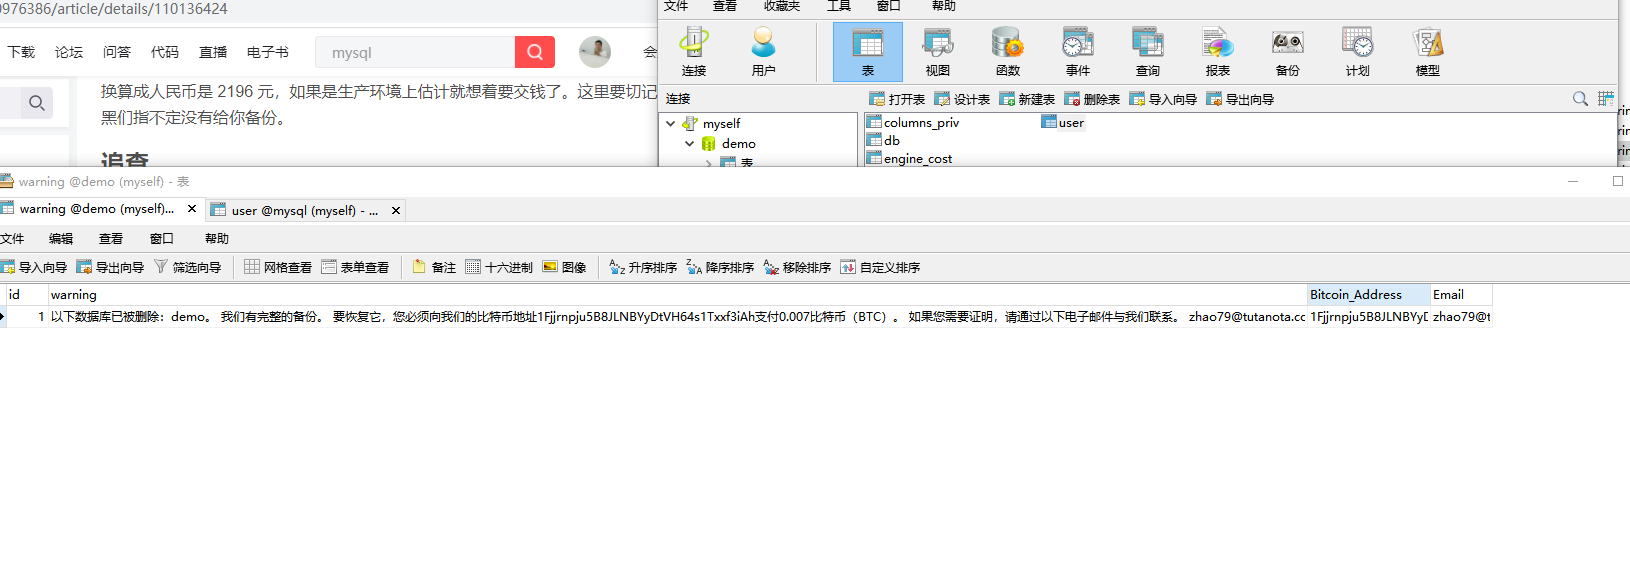 0976386/article/details/110136424
下载 论坛 问答 代码 直播 电子书 mysql 会
换算成人民币是 2196 元，如果是生产环境上估计就想着要交钱了。这里要切记
黑们指不定没有给你备份。
追查
文件 查看 收藏夹 工具 窗口 帮助
连接 用户 表 视图 函数 事件 查询 报表 备份 计划 模型
连接 打开表 设计表 新建表 删除表 导入向导 导出向导
myself
demo
表
columns_priv user
db
engine_cost
warning @demo (myself) - 表
warning @demo (myself)... user @mysql (myself) - ...
文件 编辑 查看 窗口 帮助
导入向导 导出向导 筛选向导 网格查看 表单查看 备注 十六进制 图像 升序排序 降序排序 移除排序 自定义排序
id warning Bitcoin_Address Email
1 以下数据库已被删除：demo。 我们有完整的备份。 要恢复它，您必须向我们的比特币地址1Fjjrnpju5B8JLNBYyDtVH64s1Txxf3iAh支付0.007比特币（BTC）。 如果您需要证明，请通过以下电子邮件与我们联系。 zhao79@tutanota.cc 1Fjjrnpju5B8JLNBYyD zhao79@t